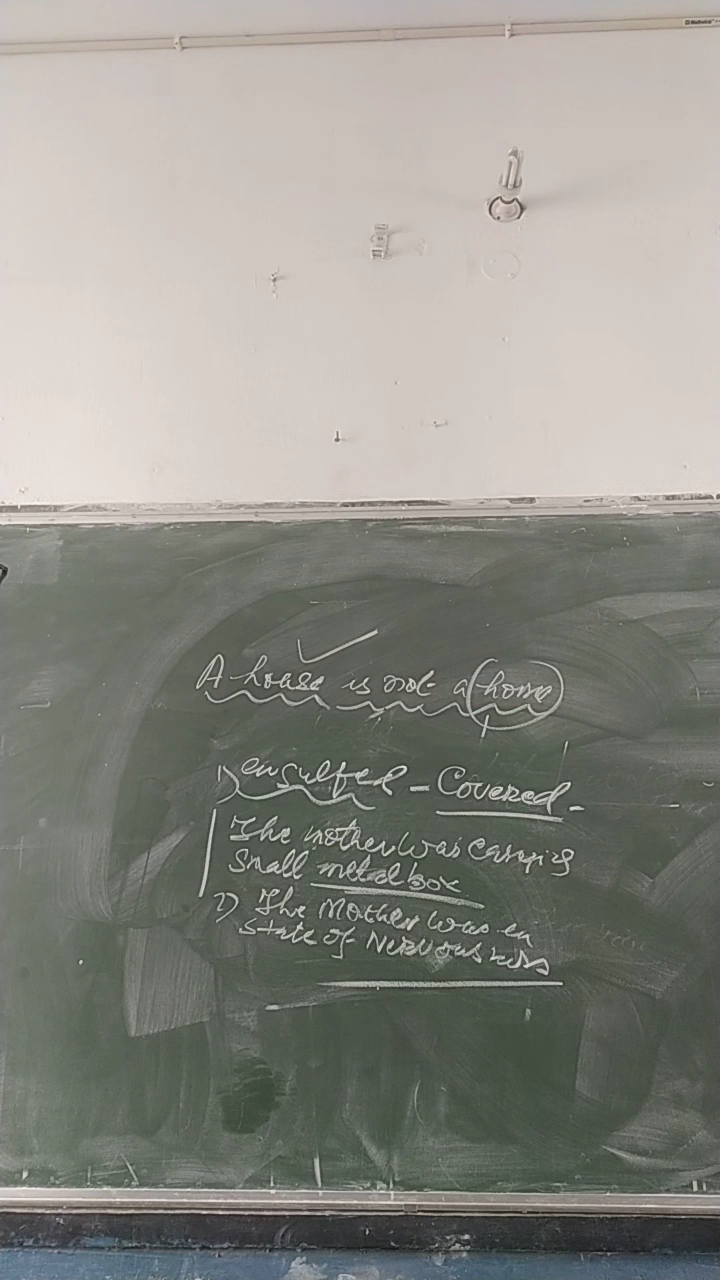 A house is not a home
1) engulfed - Covered -
The mother was carrying
small metal box
2) The Mother was in
state of Nervousness